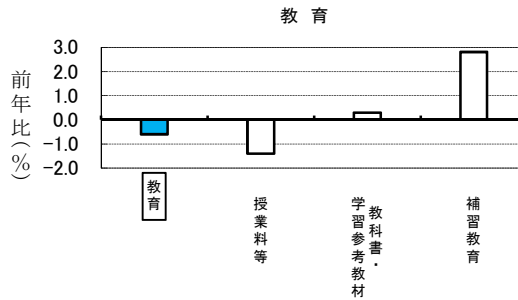 教育
前年比(%)
3.0
2.0
1.0
0.0
-1.0
-2.0
教育
授業料等
教科書・
学習参考教材
補習教育